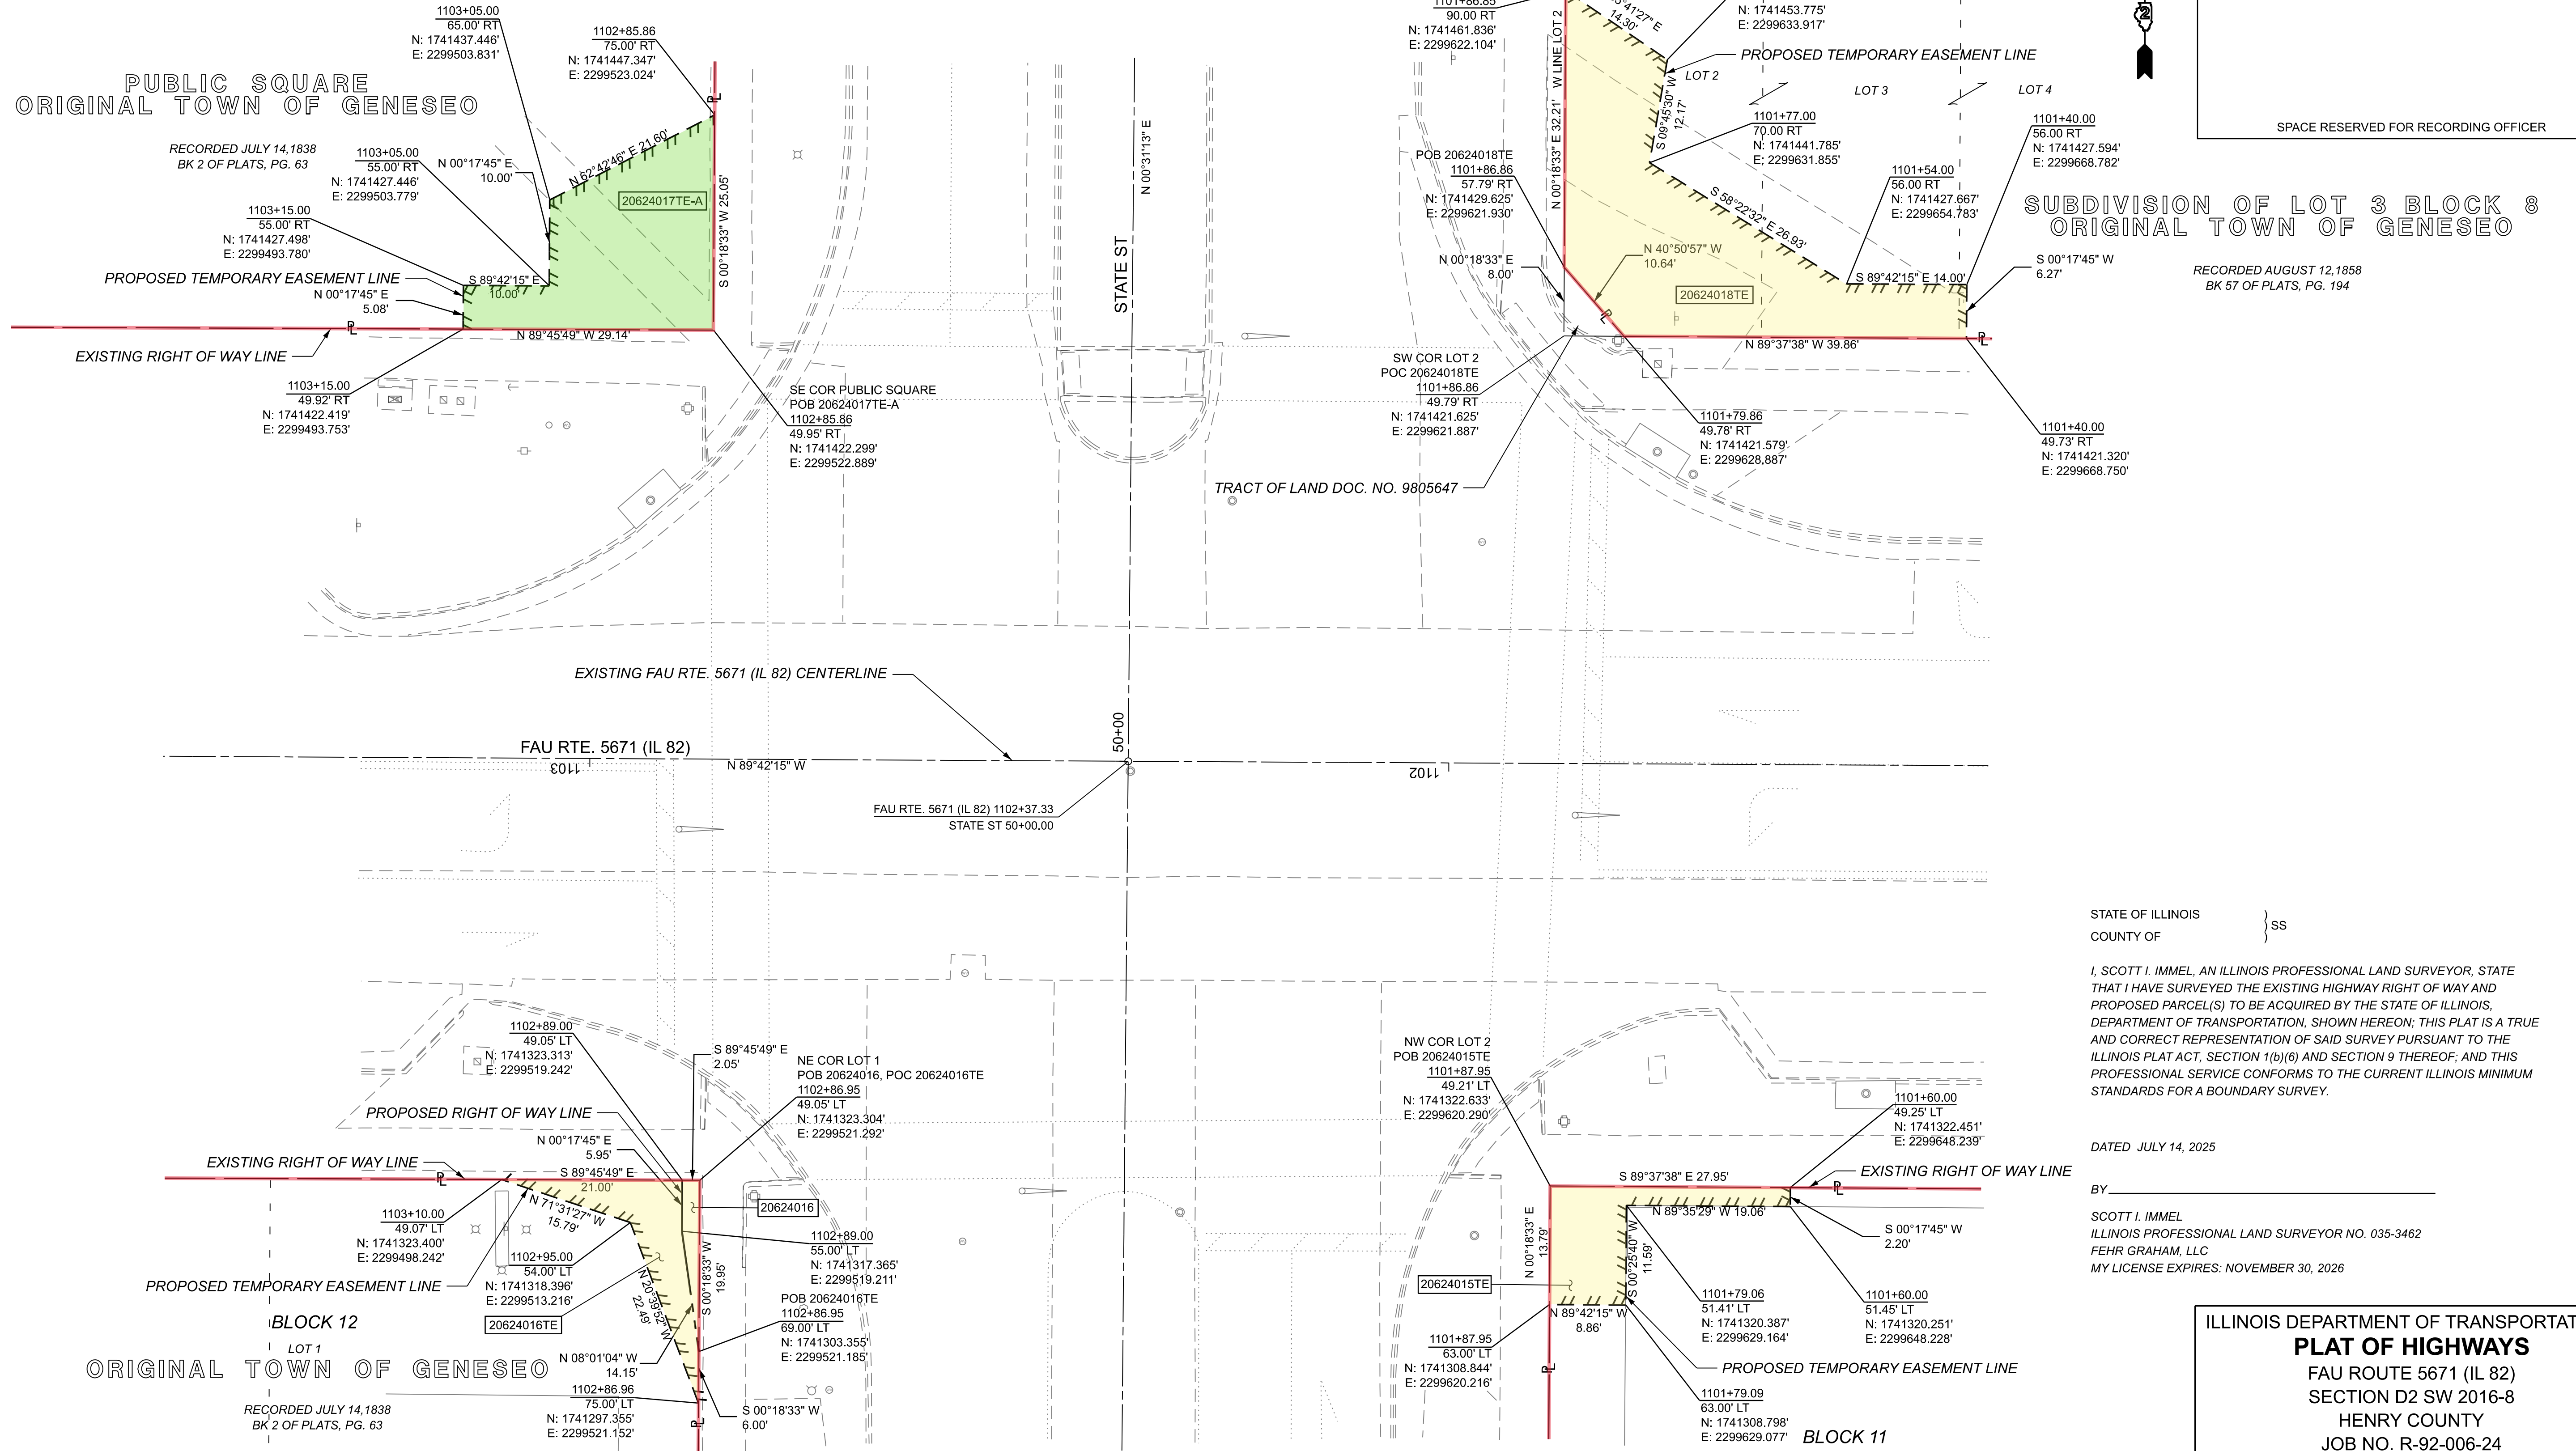 1103+05.00
65.00' RT
N: 1741437.446'
E: 2299503.831'
1102+85.86
75.00' RT
N: 1741447.347'
E: 2299523.024'
PUBLIC SQUARE
ORIGINAL TOWN OF GENESEO
RECORDED JULY 14,1838
BK 2 OF PLATS, PG. 63
1103+05.00
55.00' RT
N: 1741427.446'
E: 2299503.779'
N 00°17'45" E
10.00'
N 62°42'46" E 21.60'
20624017TE-A
S 00°18'33" W 25.05'
1103+15.00
55.00' RT
N: 1741427.498'
E: 2299493.780'
PROPOSED TEMPORARY EASEMENT LINE
S 89°42'15" E
10.00'
N 00°17'45" E
5.08'
PL
PL
N 89°45'49" W 29.14'
EXISTING RIGHT OF WAY LINE
1103+15.00
49.92' RT
N: 1741422.419'
E: 2299493.753'
SE COR PUBLIC SQUARE
POB 20624017TE-A
1102+85.86
49.95' RT
N: 1741422.299'
E: 2299522.889'
N 00°31'13" E
STATE ST
1101+86.85
90.00 RT
N: 1741461.836'
E: 2299622.104'
W LINE LOT 2
N 00°18'33" E 32.21'
41'27" E
14.30'
N: 1741453.775'
E: 2299633.917'
PROPOSED TEMPORARY EASEMENT LINE
LOT 2
LOT 3
LOT 4
S 09°45'30" W
12.17'
1101+77.00
70.00 RT
N: 1741441.785'
E: 2299631.855'
1101+40.00
56.00 RT
N: 1741427.594'
E: 2299668.782'
2
SPACE RESERVED FOR RECORDING OFFICER
POB 20624018TE
1101+86.86
57.79' RT
N: 1741429.625'
E: 2299621.930'
1101+54.00
56.00 RT
N: 1741427.667'
E: 2299654.783'
S 58°22'32" E 26.93'
SUBDIVISION OF LOT 3 BLOCK 8
ORIGINAL TOWN OF GENESEO
RECORDED AUGUST 12,1858
BK 57 OF PLATS, PG. 194
N 00°18'33" E
8.00'
N 40°50'57" W
10.64'
20624018TE
S 89°42'15" E 14.00'
S 00°17'45" W
6.27'
PL
PL
N 89°37'38" W 39.86'
SW COR LOT 2
POC 20624018TE
1101+86.86
49.79' RT
N: 1741421.625'
E: 2299621.887'
1101+79.86
49.78' RT
N: 1741421.579'
E: 2299628.887'
1101+40.00
49.73' RT
N: 1741421.320'
E: 2299668.750'
TRACT OF LAND DOC. NO. 9805647
EXISTING FAU RTE. 5671 (IL 82) CENTERLINE
50+00
FAU RTE. 5671 (IL 82)
1103
N 89°42'15" W
1102
FAU RTE. 5671 (IL 82) 1102+37.33
STATE ST 50+00.00
STATE OF ILLINOIS
COUNTY OF
) ) ) SS
I, SCOTT I. IMMEL, AN ILLINOIS PROFESSIONAL LAND SURVEYOR, STATE
THAT I HAVE SURVEYED THE EXISTING HIGHWAY RIGHT OF WAY AND
PROPOSED PARCEL(S) TO BE ACQUIRED BY THE STATE OF ILLINOIS,
DEPARTMENT OF TRANSPORTATION, SHOWN HEREON; THIS PLAT IS A TRUE
AND CORRECT REPRESENTATION OF SAID SURVEY PURSUANT TO THE
ILLINOIS PLAT ACT, SECTION 1(b)(6) AND SECTION 9 THEREOF; AND THIS
PROFESSIONAL SERVICE CONFORMS TO THE CURRENT ILLINOIS MINIMUM
STANDARDS FOR A BOUNDARY SURVEY.
DATED JULY 14, 2025
BY
SCOTT I. IMMEL
ILLINOIS PROFESSIONAL LAND SURVEYOR NO. 035-3462
FEHR GRAHAM, LLC
MY LICENSE EXPIRES: NOVEMBER 30, 2026
1102+89.00
49.05' LT
N: 1741323.313'
E: 2299519.242'
S 89°45'49" E
2.05'
NE COR LOT 1
POB 20624016, POC 20624016TE
1102+86.95
49.05' LT
N: 1741323.304'
E: 2299521.292'
PROPOSED RIGHT OF WAY LINE
N 00°17'45" E
5.95'
EXISTING RIGHT OF WAY LINE
PL
S 89°45'49" E
21.00'
N 71°31'27" W
15.79'
20624016
1103+10.00
49.07' LT
N: 1741323.400'
E: 2299498.242'
1102+95.00
54.00' LT
N: 1741318.396'
E: 2299513.216'
PROPOSED TEMPORARY EASEMENT LINE
20624016TE
N 20°39'52" W
22.49'
S 00°18'33" W
19.95'
1102+89.00
55.00' LT
N: 1741317.365'
E: 2299519.211'
POB 20624016TE
1102+86.95
69.00' LT
N: 1741303.355'
E: 2299521.185'
BLOCK 12
LOT 1
ORIGINAL TOWN OF GENESEO
RECORDED JULY 14,1838
BK 2 OF PLATS, PG. 63
N 08°01'04" W
14.15'
1102+86.96
75.00' LT
N: 1741297.355'
E: 2299521.152'
S 00°18'33" W
6.00'
PL
NW COR LOT 2
POB 20624015TE
1101+87.95
49.21' LT
N: 1741322.633'
E: 2299620.290'
1101+60.00
49.25' LT
N: 1741322.451'
E: 2299648.239'
S 89°37'38" E 27.95'
PL
EXISTING RIGHT OF WAY LINE
N 89°35'29" W 19.06'
S 00°17'45" W
2.20'
N 00°18'33" E
13.79'
S 00°25'40" W
11.59'
20624015TE
N 89°42'15" W
8.86'
1101+79.06
51.41' LT
N: 1741320.387'
E: 2299629.164'
1101+60.00
51.45' LT
N: 1741320.251'
E: 2299648.228'
1101+87.95
63.00' LT
N: 1741308.844'
E: 2299620.216'
PL
PROPOSED TEMPORARY EASEMENT LINE
1101+79.09
63.00' LT
N: 1741308.798'
E: 2299629.077'
BLOCK 11
ILLINOIS DEPARTMENT OF TRANSPORTAT
PLAT OF HIGHWAYS
FAU ROUTE 5671 (IL 82)
SECTION D2 SW 2016-8
HENRY COUNTY
JOB NO. R-92-006-24